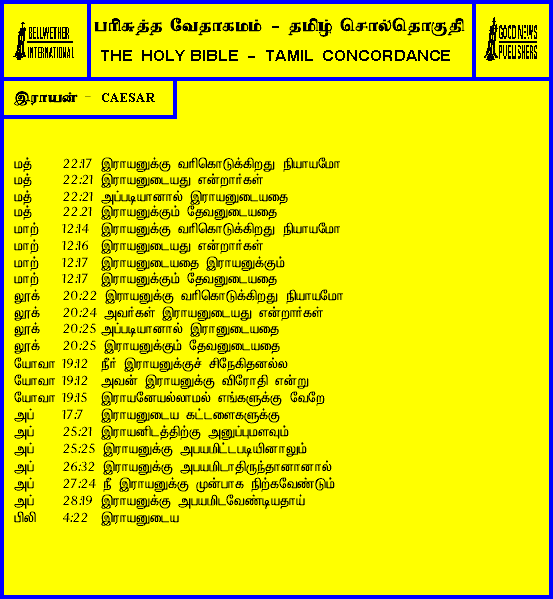 BELLWETHER
INTERNATIONAL
பரிசுத்த வேதாகமம் - தமிழ் சொல்தொகுதி
THE HOLY BIBLE - TAMIL CONCORDANCE
GOOD NEWS
PUBLISHERS
இராயன் - CAESAR
மத் 22:17 இராயனுக்கு வரிகொடுக்கிறது நியாயமோ
மத் 22:21 இராயனுடையது என்றார்கள்
மத் 22:21 அப்படியானால் இராயனுடையதை
மத் 22.21 இராயனுக்கும் தேவனுடையதை
மாற் 12:14 இராயனுக்கு வரிகொடுக்கிறது நியாயமோ
மாற் 12:16 இராயனுடையது என்றார்கள்
மாற் 12:17 இராயனுடையதை இராயனுக்கும்
மாற் 12:17 இராயனுக்கும் தேவனுடையதை
லூக் 20:22 இராயனுக்கு வரிகொடுக்கிறது நியாயமோ
லூக் 20:24 அவர்கள் இராயனுடையது என்றார்கள்
லூக் 20:25 அப்படியானால் இரானுடையதை
லூக் 20:25 இராயனுக்கும் தேவனுடையதை
யோவா 19:12 நீர் இராயனுக்குச் சிநேகிதனல்ல
யோவா 19:12 அவன் இராயனுக்கு விரோதி என்று
யோவா 19:15 இராயனேயல்லாமல் எங்களுக்கு வேறே
அப் 17:7 இராயனுடைய கட்டளைகளுக்கு
அப் 25:21 இராயனிடத்திற்கு அனுப்புமளவும்
அப் 25:25 இராயனுக்கு அபயமிட்டபடியினாலும்
அப் 26:32 இராயனுக்கு அபயமிடாதிருந்தானானால்
அப் 27:24 நீ இராயனுக்கு முன்பாக நிற்கவேண்டும்
அப் 28:19 இராயனுக்கு அபயமிடவேண்டியதாய்
பிலி 4:22 இராயனுடைய